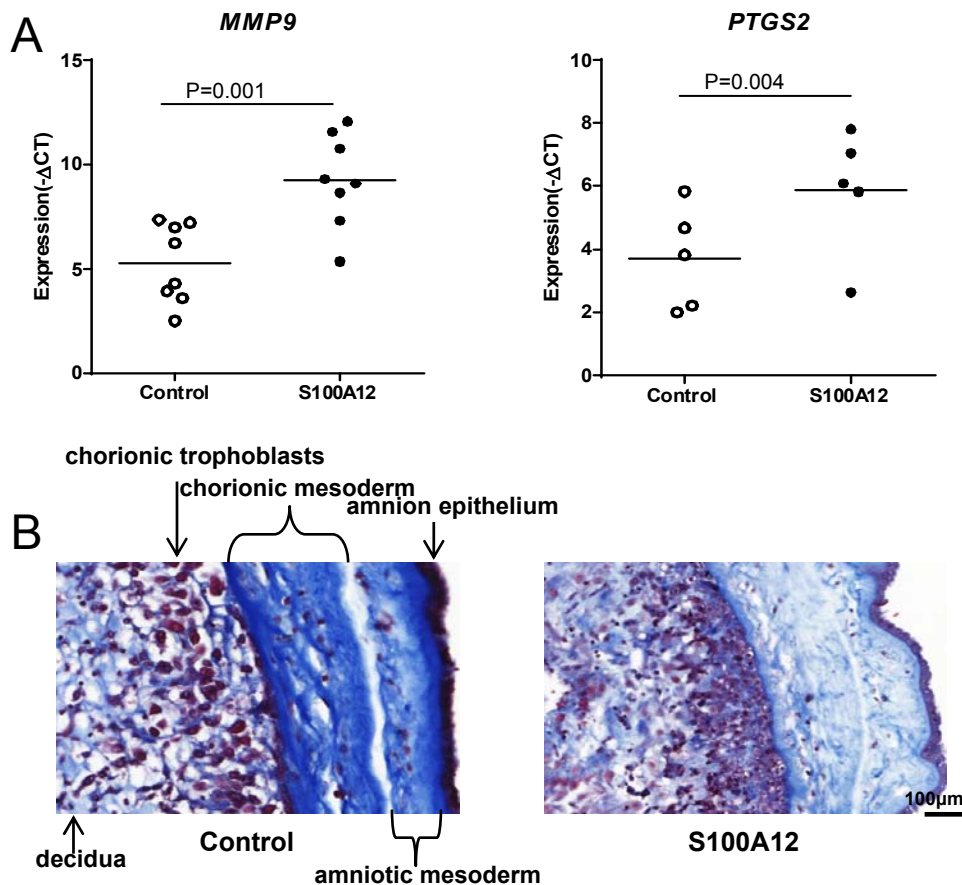 A
MMP9
15
10
5
0
Expression(-ΔCT)
P=0.001
Control
S100A12
PTGS2
10
8
6
4
2
0
Expression(-ΔCT)
P=0.004
Control
S100A12
B
chorionic trophoblasts
chorionic mesoderm
amnion epithelium
decidua
Control
amniotic mesoderm
S100A12
100µm